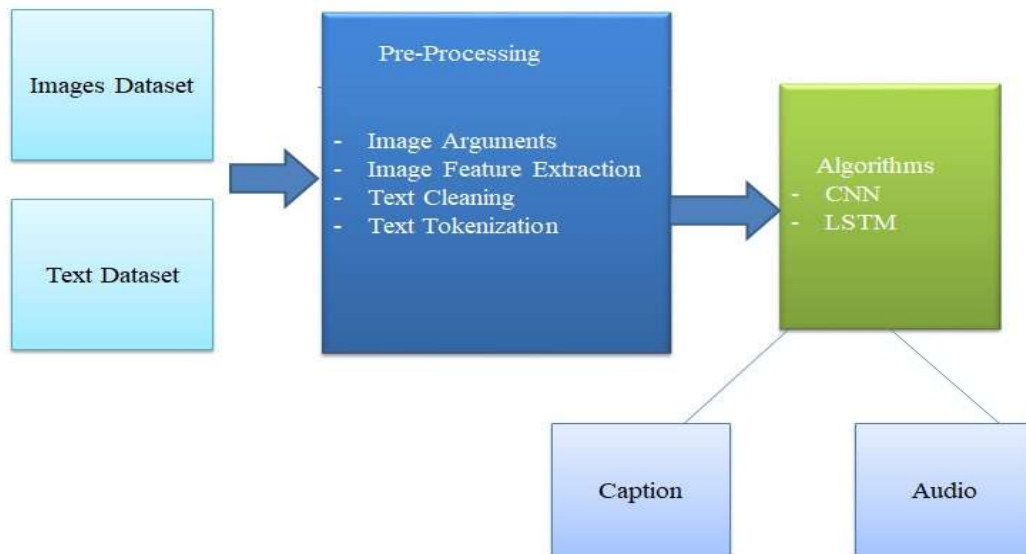 Images Dataset
Text Dataset
Pre-Processing
- Image Arguments
- Image Feature Extraction
- Text Cleaning
- Text Tokenization
Algorithms
- CNN
- LSTM
Caption
Audio